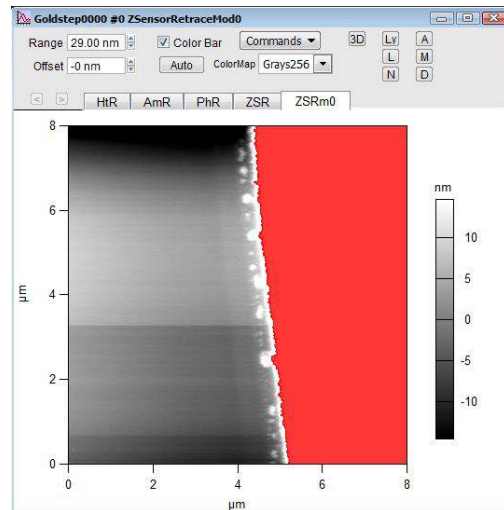 Goldstep0000 #0 ZSensorRetraceMod0
Range 29.00 nm Color Bar Commands 3D Ly A
L M
Offset -0 nm Auto ColorMap Grays256 N D
< > HtR AmR PhR ZSR ZSRm0
8
6
4
2
0
µm
0 2 4 6 8
µm
nm
10
5
0
-5
-10